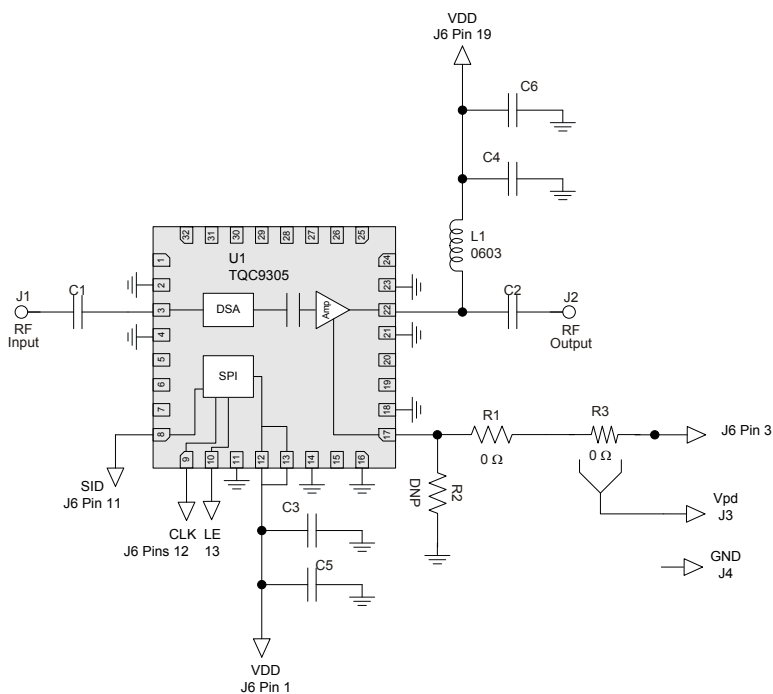 VDD
J6 Pin 19
C6
C4
L1
0603
32
31
30
29
28
27
26
25
U1
TQC9305
1
2
3
4
5
6
7
8
24
23
22
21
20
19
18
17
9
10
11
12
13
14
15
16
DSA
Amp
SPI
J1
C1
RF
Input
C2
J2
RF
Output
R1
0 Ω
R3
0 Ω
J6 Pin 3
R2
DNP
Vpd
J3
GND
J4
SID
J6 Pin 11
CLK LE
J6 Pins 12 13
C3
C5
VDD
J6 Pin 1